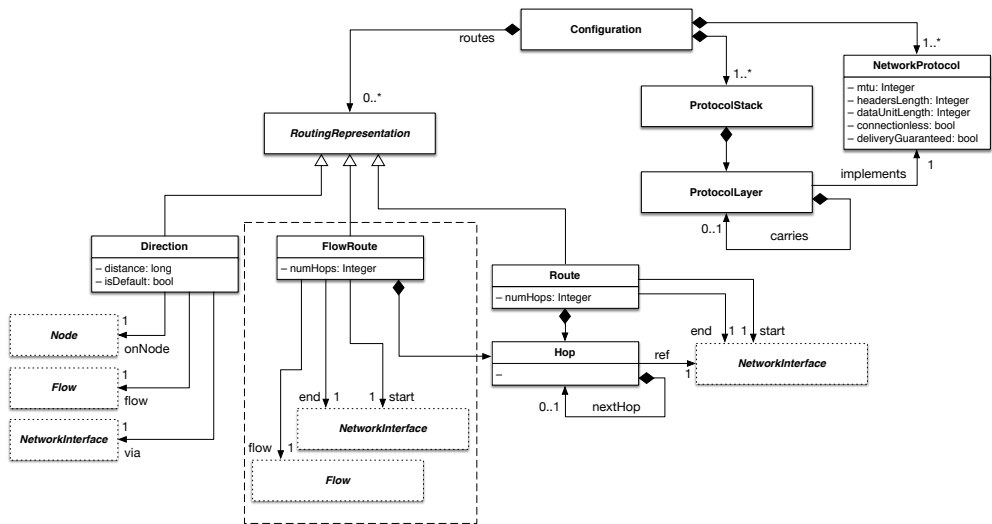 Configuration
routes
1..*
NetworkProtocol
– mtu: Integer
– headersLength: Integer
– dataUnitLength: Integer
– connectionless: bool
– deliveryGuaranteed: bool
1..*
ProtocolStack
0..*
RoutingRepresentation
implements
1
ProtocolLayer
0..1
carries
Direction
– distance: long
– isDefault: bool
FlowRoute
– numHops: Integer
Route
– numHops: Integer
Node
1
onNode
end
1
1
start
Hop
–
ref
1
NetworkInterface
Flow
1
flow
0..1
nextHop
end
1
1
start
NetworkInterface
1
via
NetworkInterface
flow
1
Flow